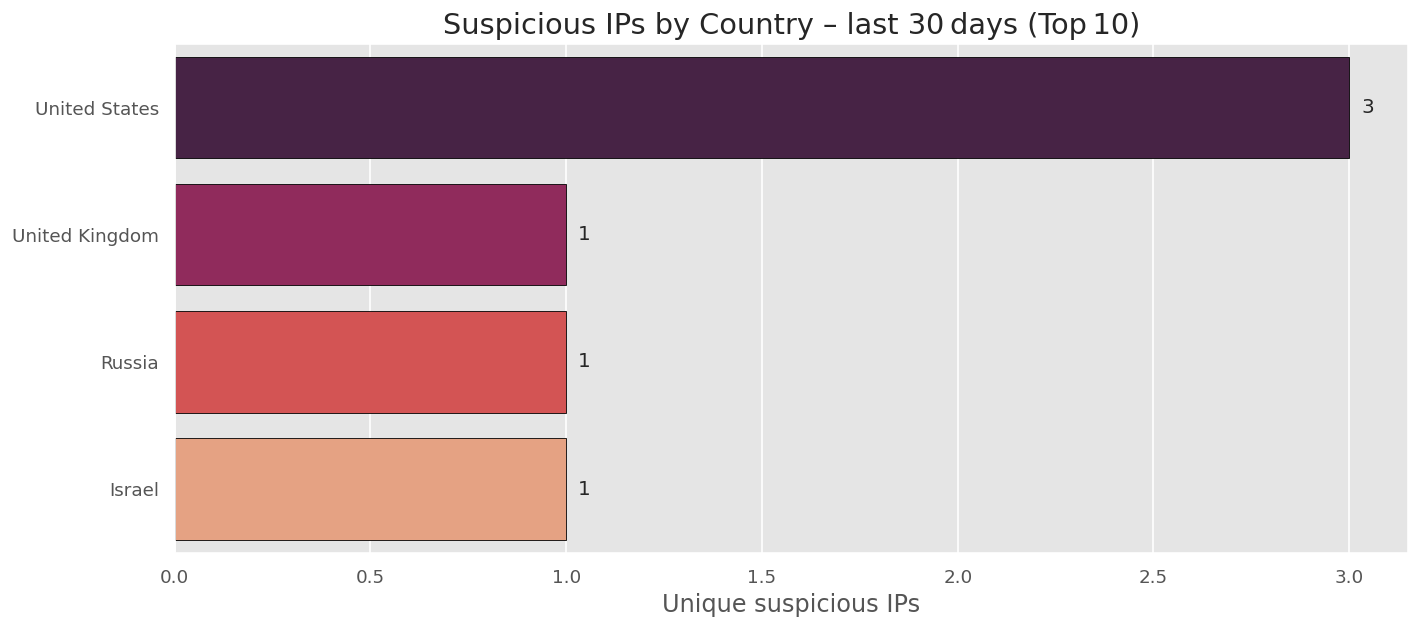 Suspicious IPs by Country – last 30 days (Top 10)
United States
3
United Kingdom
1
Russia
1
Israel
1
0.0 0.5 1.0 1.5 2.0 2.5 3.0
Unique suspicious IPs